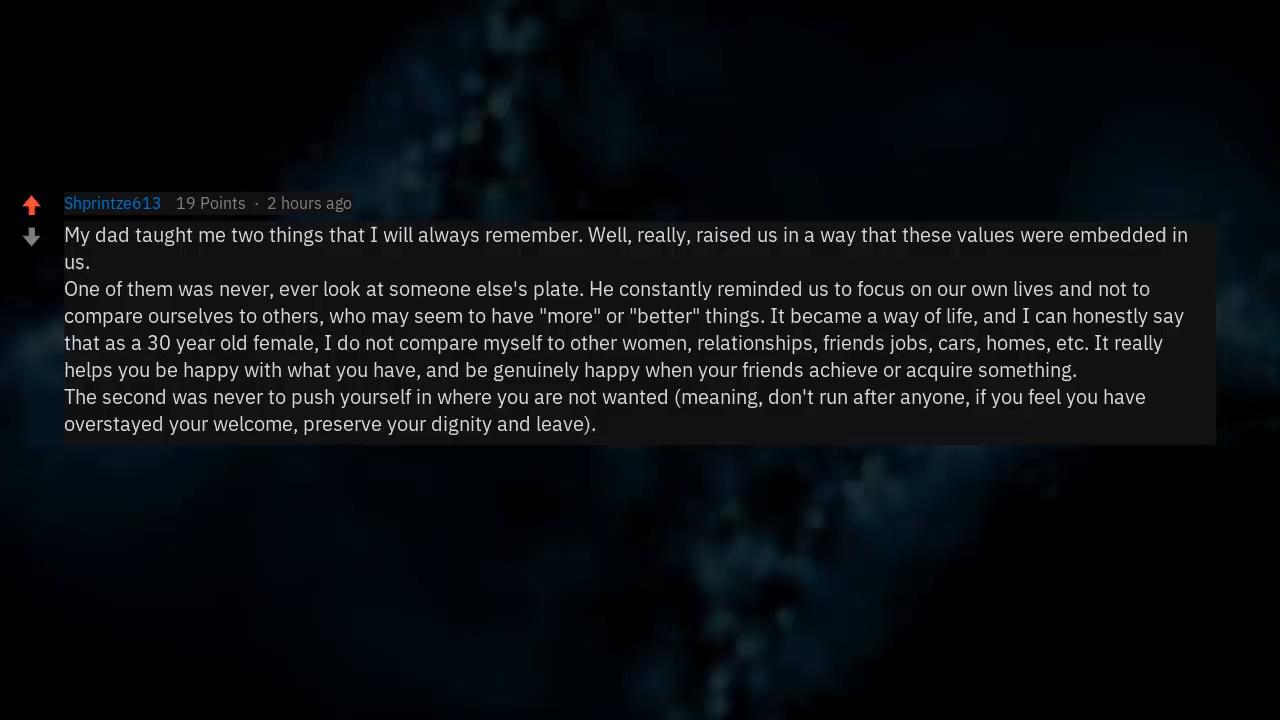 Shprintze613 19 Points · 2 hours ago
My dad taught me two things that I will always remember. Well, really, raised us in a way that these values were embedded in
us.
One of them was never, ever look at someone else's plate. He constantly reminded us to focus on our own lives and not to
compare ourselves to others, who may seem to have "more" or "better" things. It became a way of life, and I can honestly say
that as a 30 year old female, I do not compare myself to other women, relationships, friends jobs, cars, homes, etc. It really
helps you be happy with what you have, and be genuinely happy when your friends achieve or acquire something.
The second was never to push yourself in where you are not wanted (meaning, don't run after anyone, if you feel you have
overstayed your welcome, preserve your dignity and leave).